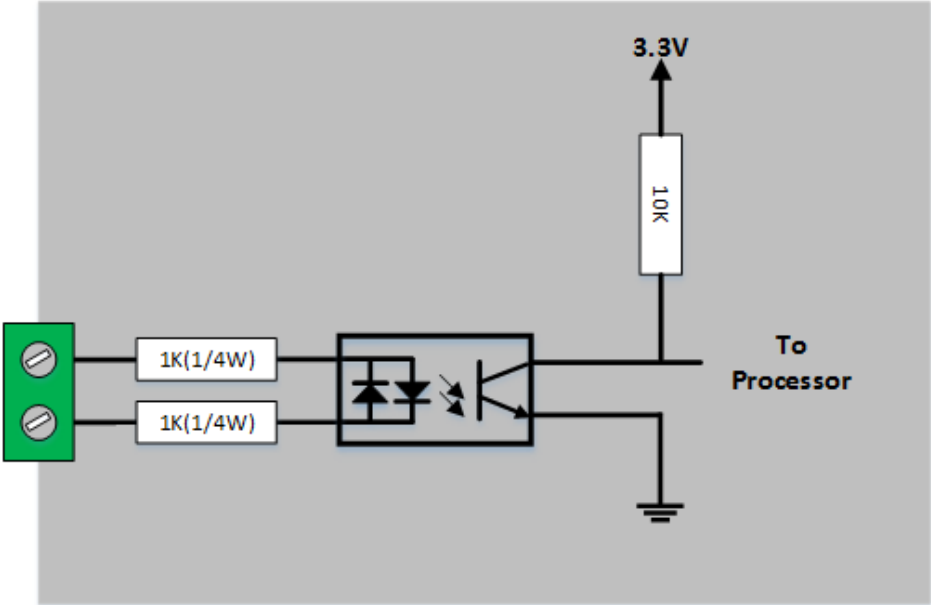 3.3V
10K
1K(1/4W)
1K(1/4W)
To
Processor